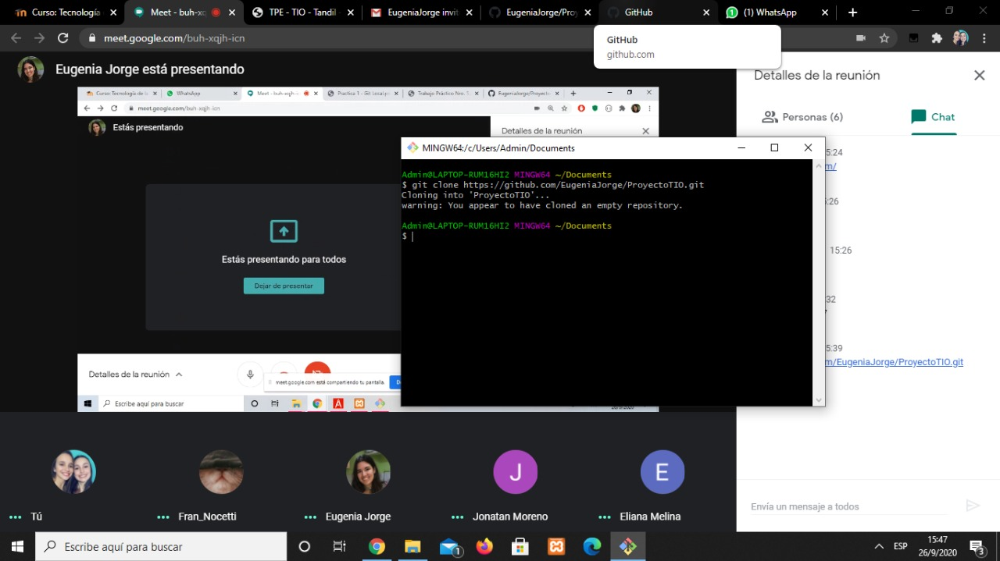 Curso: Tecnología de
Meet - buh-xq
TPE - TIO - Tandil -
EugeniaJorge invit
EugeniaJorge/Proy
GitHub
(1) WhatsApp
meet.google.com/buh-xqjh-icn
GitHub
github.com
Eugenia Jorge está presentando
Detalles de la reunión
Personas (6)
Chat
Curso: Tecnología de l
WhatsApp
Meet - buh-xqjh-ic
Practica 1 - Git Local.p
Trabajo Práctico Nro. 1
EugeniaJorge/Proyect
meet.google.com/buh-xqjh-icn
Estás presentando
Detalles de la reunión
5:24
m/
:26
15:26
:32
5:39
m/EugeniaJorge/ProyectoTIO.git
MINGW64:/c/Users/Admin/Documents
Admin@LAPTOP-RUM16HI2 MINGW64 ~/Documents
$ git clone https://github.com/EugeniaJorge/ProyectoTIO.git
Cloning into 'ProyectoTIO'...
warning: You appear to have cloned an empty repository.
Admin@LAPTOP-RUM16HI2 MINGW64 ~/Documents
$
Estás presentando para todos
Dejar de presentar
Detalles de la reunión
meet.google.com está compartiendo tu pantalla.
Escribe aquí para buscar
26/9/2020
J
E
Tú
Fran_Nocetti
Eugenia Jorge
Jonatan Moreno
Eliana Melina
Envía un mensaje a todos
Escribe aquí para buscar
1
ESP
15:47
26/9/2020
3